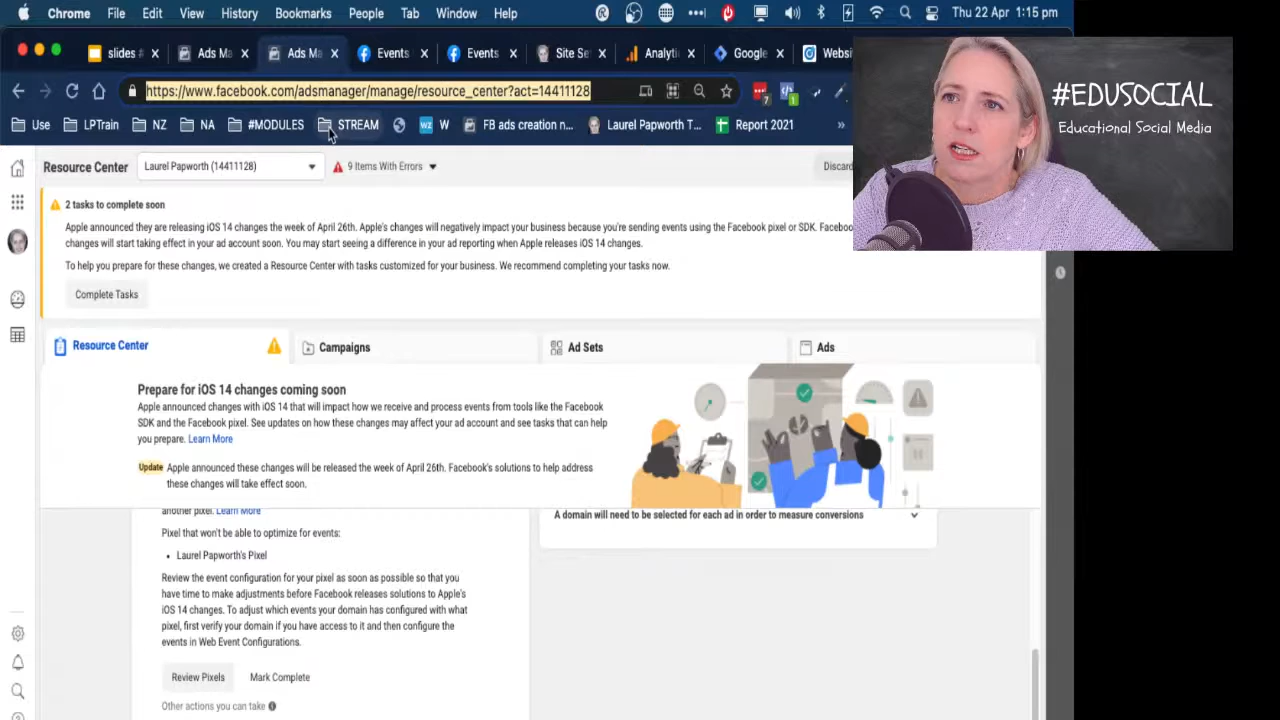 Chrome File Edit View History Bookmarks People Tab Window Help Thu 22 Apr 1:15 pm
slides # Ads Ma Ads Ma Events Events Site Se Analyti Google Websit
https://www.facebook.com/adsmanager/manage/resource_center?act=14411128 7 1
Use LPTrain NZ NA #MODULES STREAM wz W FB ads creation n... Laurel Papworth T... Report 2021 »
#EDUSOCIAL
Educational Social Media
Resource Center Laurel Papworth (14411128) 9 Items With Errors Discard
2 tasks to complete soon
Apple announced they are releasing iOS 14 changes the week of April 26th. Apple's changes will negatively impact your business because you're sending events using the Facebook pixel or SDK. Faceboo
changes will start taking effect in your ad account soon. You may start seeing a difference in your ad reporting when Apple releases iOS 14 changes.
To help you prepare for these changes, we created a Resource Center with tasks customized for your business. We recommend completing your tasks now.
Complete Tasks
Resource Center Campaigns Ad Sets Ads
Prepare for iOS 14 changes coming soon
Apple announced changes with iOS 14 that will impact how we receive and process events from tools like the Facebook
SDK and the Facebook pixel. See updates on how these changes may affect your ad account and see tasks that can help
you prepare. Learn More
Update Apple announced these changes will be released the week of April 26th. Facebook's solutions to help address
these changes will take effect soon.
another pixel. Learn More
A domain will need to be selected for each ad in order to measure conversions
Pixel that won't be able to optimize for events:
• Laurel Papworth's Pixel
Review the event configuration for your pixel as soon as possible so that you
have time to make adjustments before Facebook releases solutions to Apple's
iOS 14 changes. To adjust which events your domain has configured with what
pixel, first verify your domain if you have access to it and then configure the
events in Web Event Configurations.
Review Pixels Mark Complete
Other actions you can take